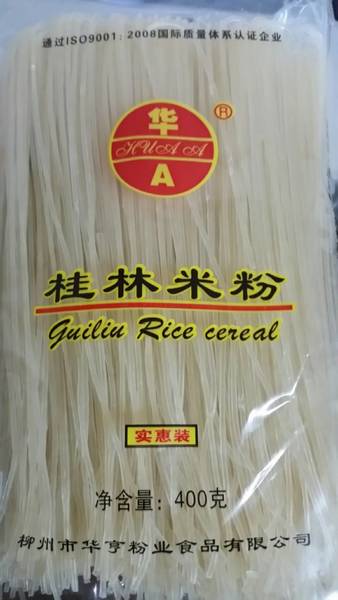 通过ISO9001：2008国际质量体系认证企业
华
®
HUA A
A
桂林米粉
Guiliu Rice cereal
实惠装
净含量：400克
柳州市华亨粉业食品有限公司